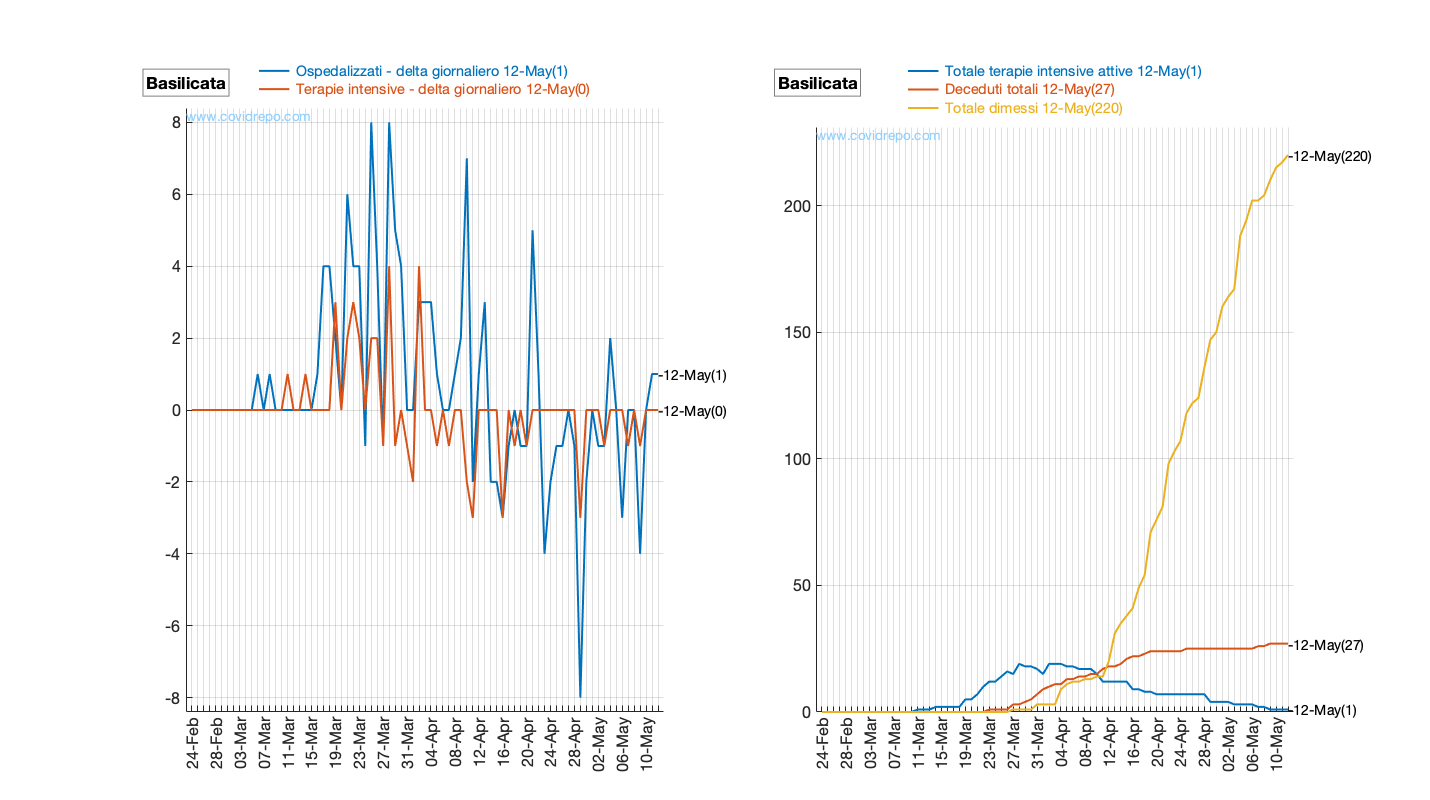 Basilicata
Ospedalizzati - delta giornaliero 12-May(1)
Terapie intensive - delta giornaliero 12-May(0)
www.covidrepo.com
8
6
4
2
0
-2
-4
-6
-8
12-May(1)
12-May(0)
24-Feb
28-Feb
03-Mar
07-Mar
11-Mar
15-Mar
19-Mar
23-Mar
27-Mar
31-Mar
04-Apr
08-Apr
12-Apr
16-Apr
20-Apr
24-Apr
28-Apr
02-May
06-May
10-May
Basilicata
Totale terapie intensive attive 12-May(1)
Deceduti totali 12-May(27)
Totale dimessi 12-May(220)
www.covidrepo.com
200
150
100
50
0
12-May(220)
12-May(27)
12-May(1)
24-Feb
28-Feb
03-Mar
07-Mar
11-Mar
15-Mar
19-Mar
23-Mar
27-Mar
31-Mar
04-Apr
08-Apr
12-Apr
16-Apr
20-Apr
24-Apr
28-Apr
02-May
06-May
10-May